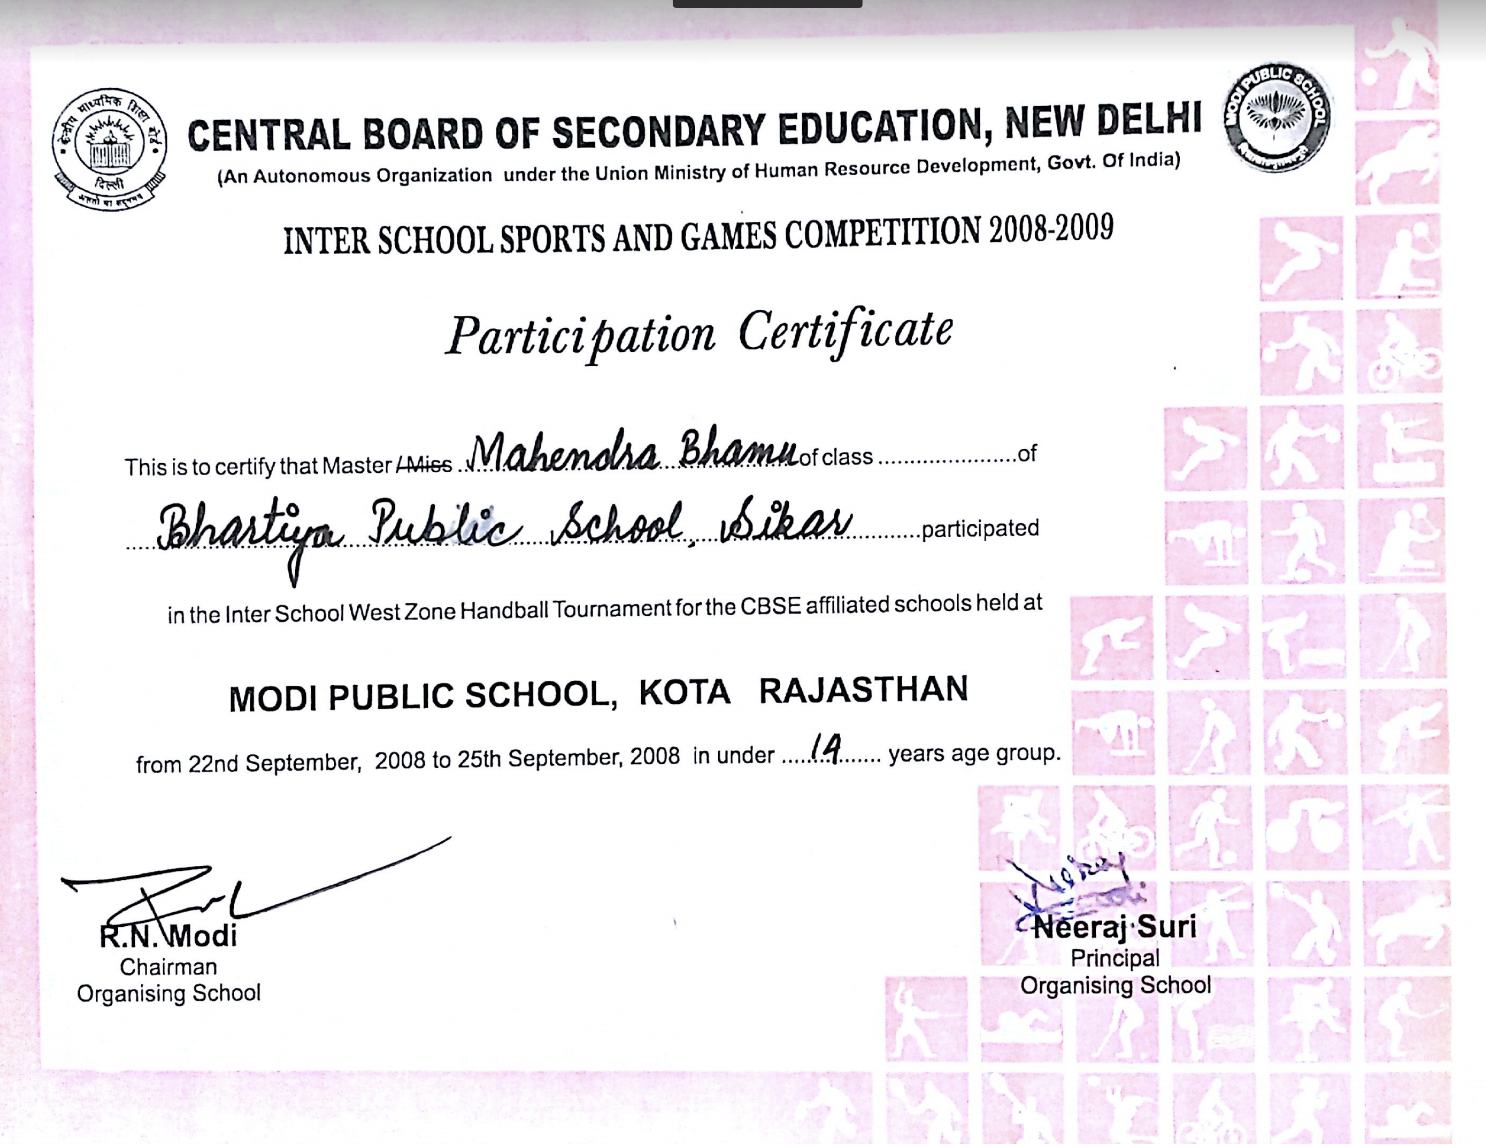 केन्द्रीय माध्यमिक शिक्षा बोर्ड
दिल्ली
असतो मा सद्गमय
MODI PUBLIC SCHOOL
CENTRAL BOARD OF SECONDARY EDUCATION, NEW DELHI
(An Autonomous Organization under the Union Ministry of Human Resource Development, Govt. Of India)
INTER SCHOOL SPORTS AND GAMES COMPETITION 2008-2009
Participation Certificate
This is to certify that Master /Miss Mahendra Bhamu of class ........................of
Bhartiya Public School, Sikar participated
in the Inter School West Zone Handball Tournament for the CBSE affiliated schools held at
MODI PUBLIC SCHOOL, KOTA RAJASTHAN
from 22nd September, 2008 to 25th September, 2008 in under 14 years age group.
R.N. Modi
Chairman
Organising School
Neeraj Suri
Principal
Organising School